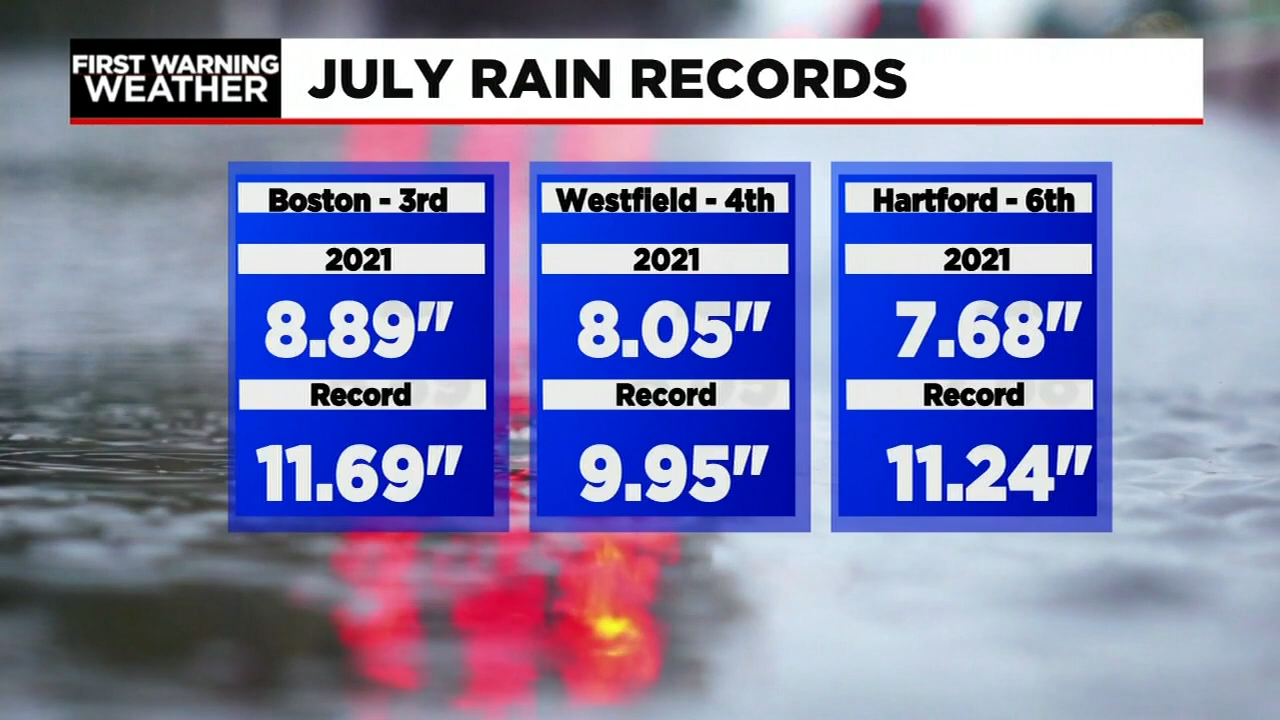 FIRST WARNING
WEATHER
JULY RAIN RECORDS
Boston - 3rd
2021
8.89"
Record
11.69"
Westfield - 4th
2021
8.05"
Record
9.95"
Hartford - 6th
2021
7.68"
Record
11.24"